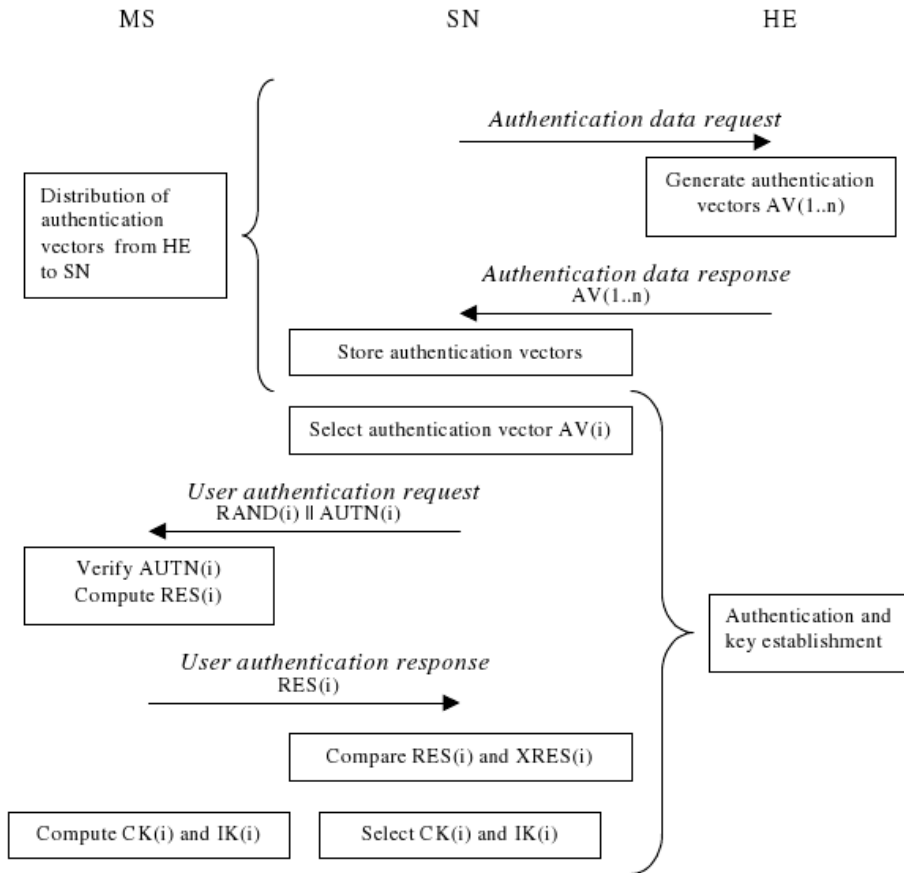 MS
SN
HE
Authentication data request
Generate authentication
vectors AV(1..n)
Distribution of
authentication
vectors from HE
to SN
Authentication data response
AV(1..n)
Store authentication vectors
Select authentication vector AV(i)
User authentication request
RAND(i) || AUTN(i)
Verify AUTN(i)
Compute RES(i)
Authentication and
key establishment
User authentication response
RES(i)
Compare RES(i) and XRES(i)
Compute CK(i) and IK(i)
Select CK(i) and IK(i)